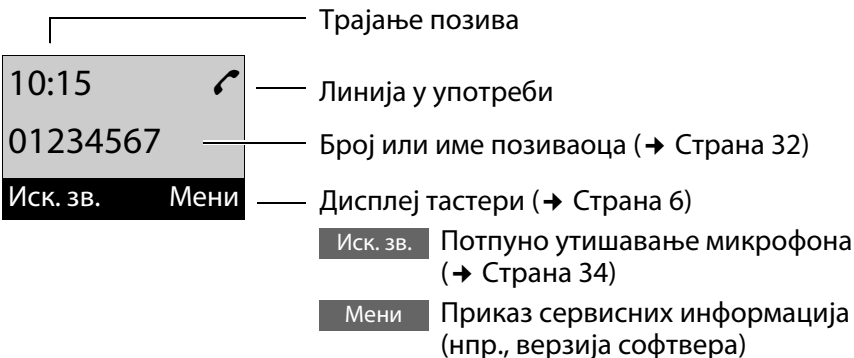 Трајање позива
10:15
Линија у употреби
01234567
Број или име позиваоца (➔ Страна 32)
Иск. зв. Мени
Дисплеј тастери (➔ Страна 6)
Иск. зв. Потпуно утишавање микрофона
(➔ Страна 34)
Мени Приказ сервисних информација
(нпр., верзија софтвера)